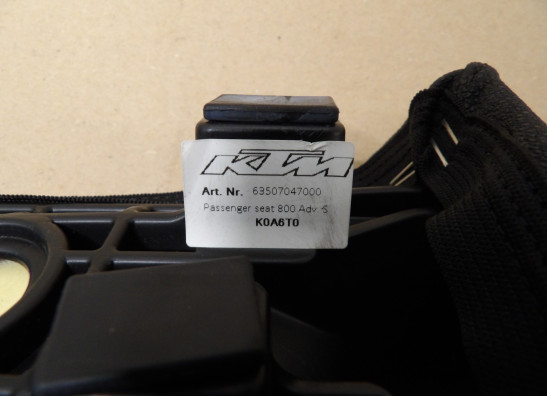 KTM
Art. Nr. 63507047000
Passenger seat 800 Adv -S
K0A6T0